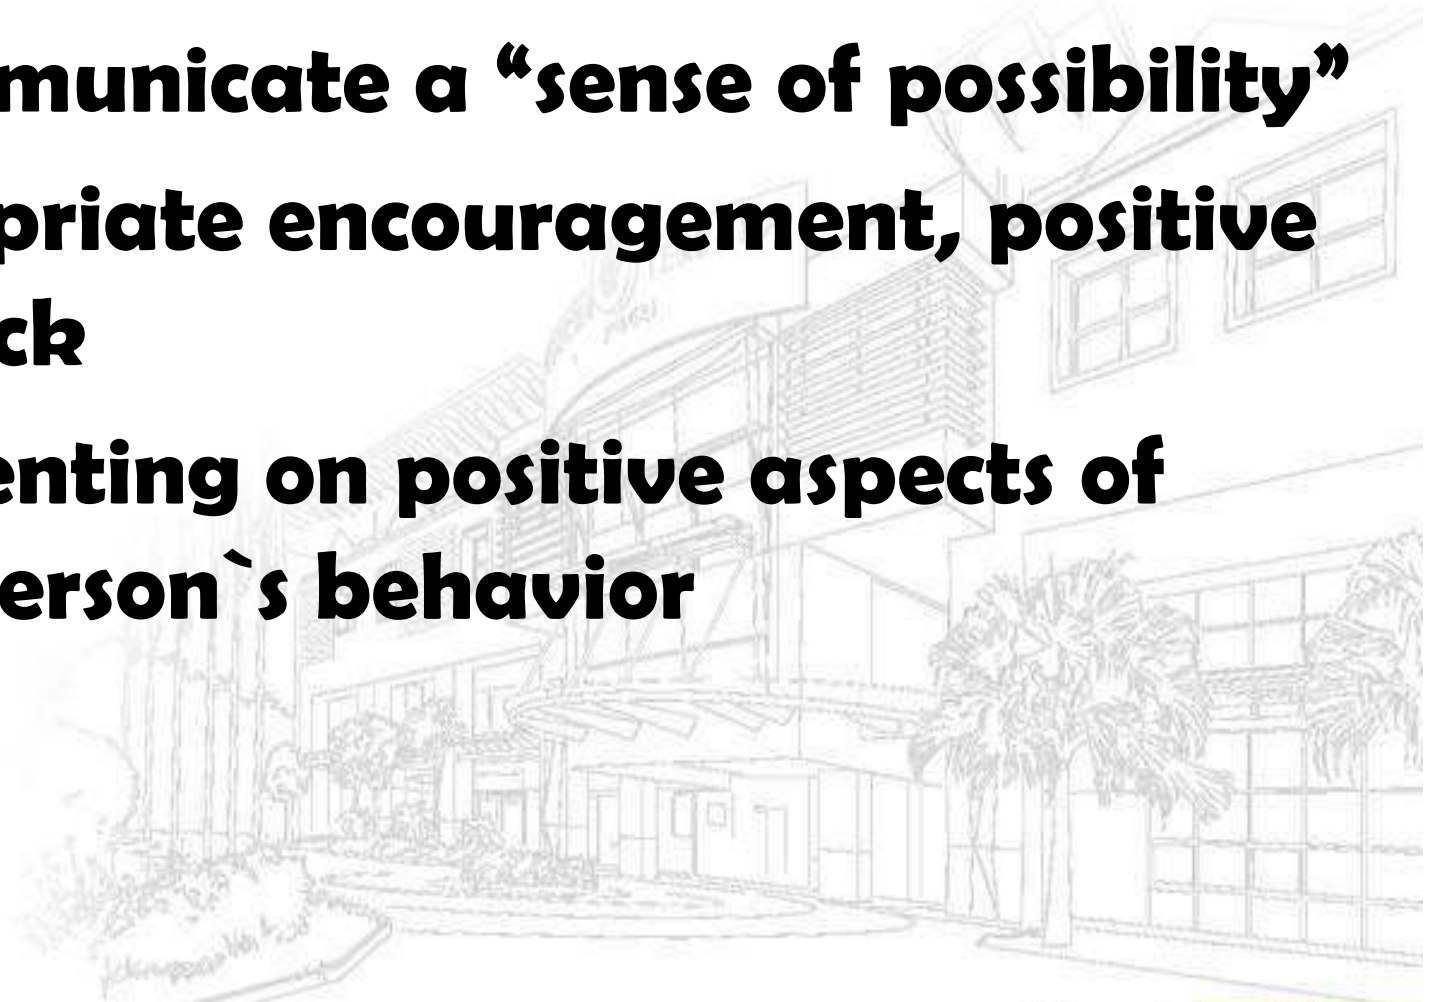 municate a “sense of possibility”
priate encouragement, positive
ck
enting on positive aspects of
erson`s behavior